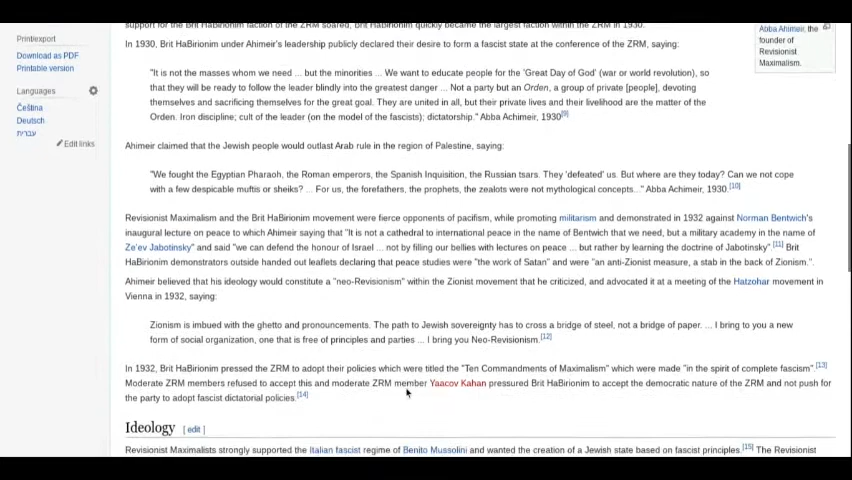 support for the Brit HaBirionim faction of the ZRM soared, Brit HaBirionim quickly became the largest faction within the ZRM in 1930.
Print/export
Download as PDF
Printable version
Languages
Čeština
Deutsch
עברית
Edit links
Abba Ahimeir, the
founder of
Revisionist
Maximalism.
In 1930, Brit HaBirionim under Ahimeir's leadership publicly declared their desire to form a fascist state at the conference of the ZRM, saying:
"It is not the masses whom we need ... but the minorities ... We want to educate people for the 'Great Day of God' (war or world revolution), so
that they will be ready to follow the leader blindly into the greatest danger ... Not a party but an Orden, a group of private [people], devoting
themselves and sacrificing themselves for the great goal. They are united in all, but their private lives and their livelihood are the matter of the
Orden. Iron discipline; cult of the leader (on the model of the fascists); dictatorship." Abba Achimeir, 1930[9]
Ahimeir claimed that the Jewish people would outlast Arab rule in the region of Palestine, saying:
"We fought the Egyptian Pharaoh, the Roman emperors, the Spanish Inquisition, the Russian tsars. They 'defeated' us. But where are they today? Can we not cope
with a few despicable muftis or sheiks? ... For us, the forefathers, the prophets, the zealots were not mythological concepts..." Abba Achimeir, 1930.[10]
Revisionist Maximalism and the Brit HaBirionim movement were fierce opponents of pacifism, while promoting militarism and demonstrated in 1932 against Norman Bentwich's
inaugural lecture on peace to which Ahimeir saying that "It is not a cathedral to international peace in the name of Bentwich that we need, but a military academy in the name of
Ze'ev Jabotinsky" and said "we can defend the honour of Israel ... not by filling our bellies with lectures on peace ... but rather by learning the doctrine of Jabotinsky" [11] Brit
HaBirionim demonstrators outside handed out leaflets declaring that peace studies were "the work of Satan" and were "an anti-Zionist measure, a stab in the back of Zionism.".
Ahimeir believed that his ideology would constitute a "neo-Revisionism" within the Zionist movement that he criticized, and advocated it at a meeting of the Hatzohar movement in
Vienna in 1932, saying:
Zionism is imbued with the ghetto and pronouncements. The path to Jewish sovereignty has to cross a bridge of steel, not a bridge of paper. ... I bring to you a new
form of social organization, one that is free of principles and parties ... I bring you Neo-Revisionism.[12]
In 1932, Brit HaBirionim pressed the ZRM to adopt their policies which were titled the "Ten Commandments of Maximalism" which were made "in the spirit of complete fascism".[13]
Moderate ZRM members refused to accept this and moderate ZRM member Yaacov Kahan pressured Brit HaBirionim to accept the democratic nature of the ZRM and not push for
the party to adopt fascist dictatorial policies.[14]
Ideology [ edit ]
Revisionist Maximalists strongly supported the Italian fascist regime of Benito Mussolini and wanted the creation of a Jewish state based on fascist principles.[15] The Revisionist